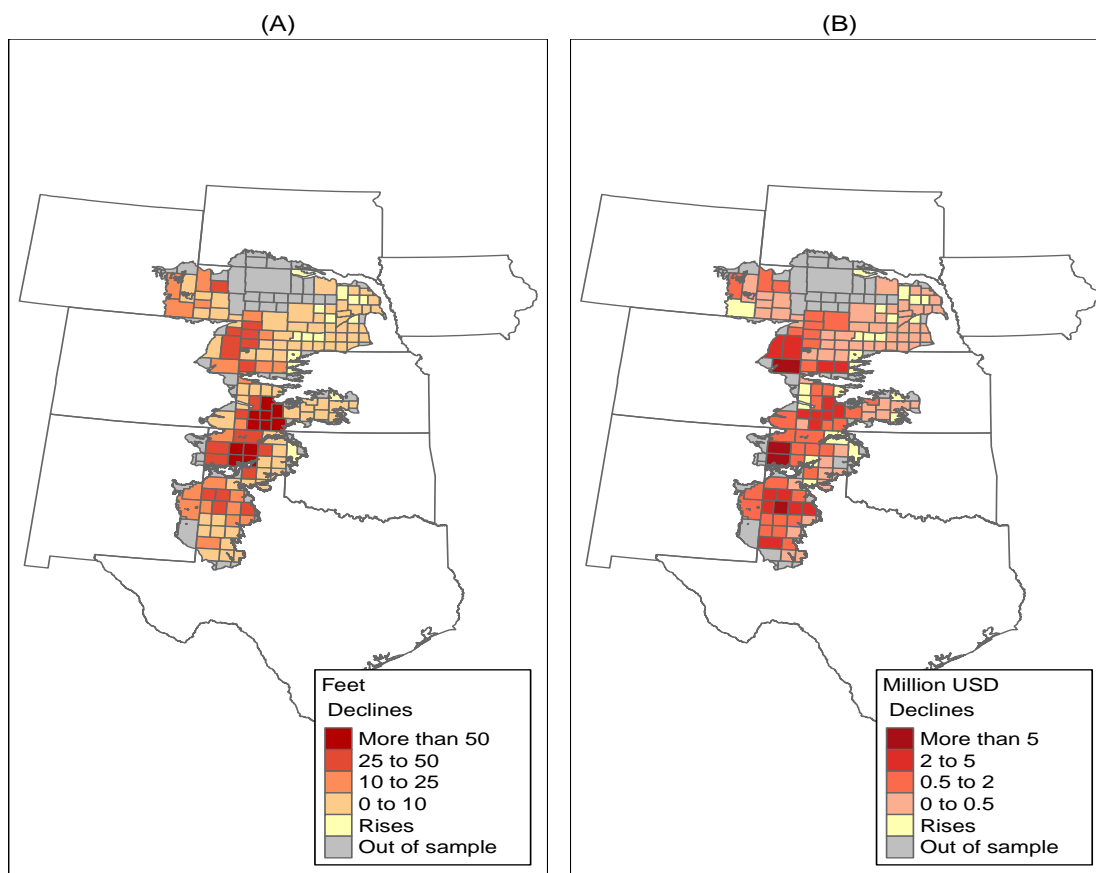 (A)
Feet
Declines
More than 50
25 to 50
10 to 25
0 to 10
Rises
Out of sample
(B)
Million USD
Declines
More than 5
2 to 5
0.5 to 2
0 to 0.5
Rises
Out of sample